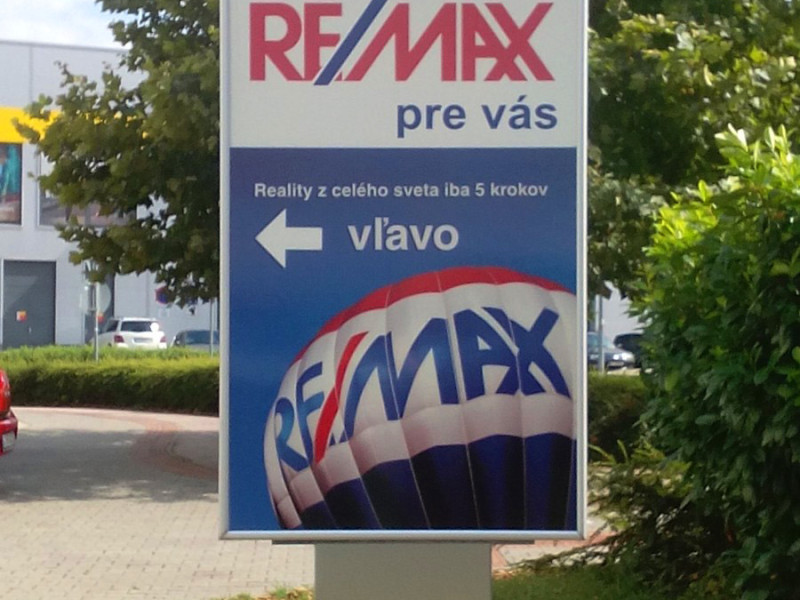 RE/MAX
pre vás
Reality z celého sveta iba 5 krokov
vľavo
RE/MAX